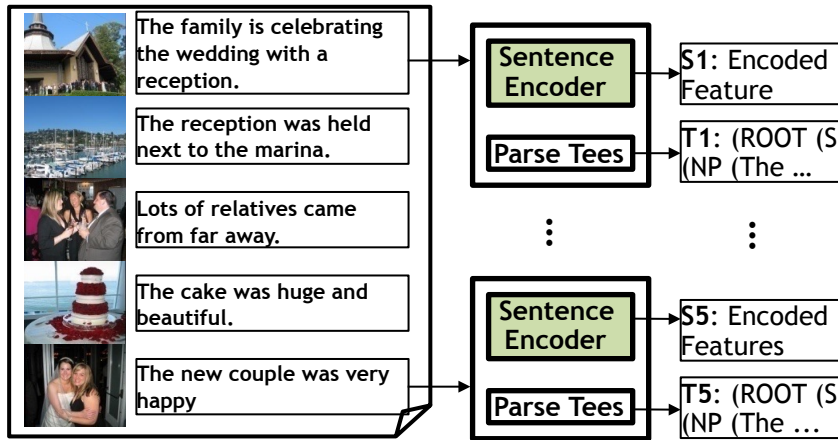 The family is celebrating
the wedding with a
reception.
The reception was held
next to the marina.
Lots of relatives came
from far away.
The cake was huge and
beautiful.
The new couple was very
happy
Sentence
Encoder
Parse Tees
S1: Encoded
Feature
T1: (ROOT (S
(NP (The …
⋮
⋮
Sentence
Encoder
Parse Tees
S5: Encoded
Features
T5: (ROOT (S
(NP (The ...